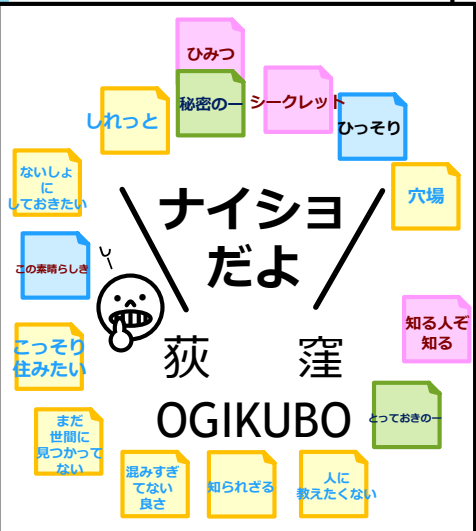 ひみつ
秘密のー
シークレット
しれっと
ひっそり
ないしょ
に
しておきたい
穴場
ナイショ
だよ
この素晴らしき
しー
知る人ぞ
知る
こっそり
住みたい
荻 窪
OGIKUBO
とっておきのー
まだ
世間に
見つかって
ない
混みすぎ
てない
良さ
知られざる
人に
教えたくない